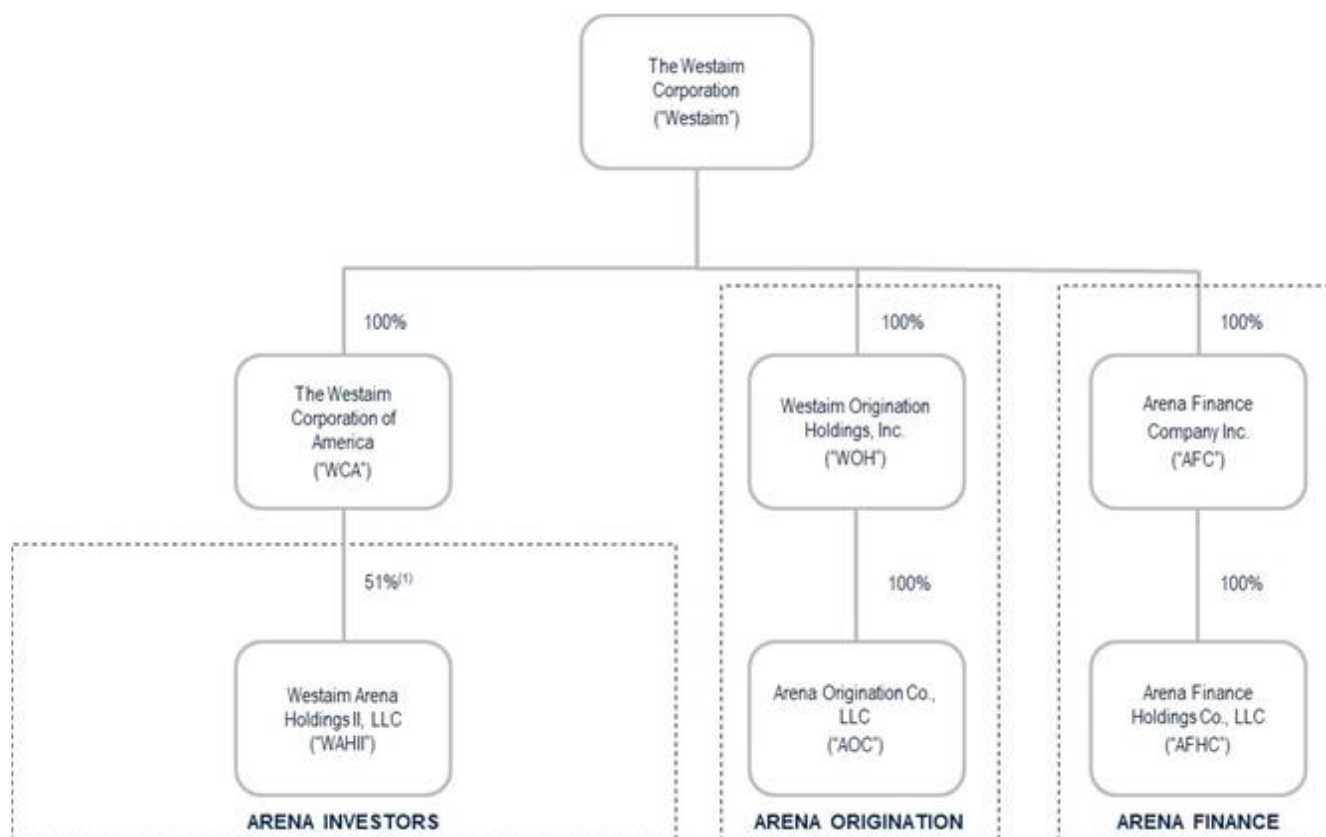 The Westaim
Corporation
("Westaim")
100%
100%
100%
The Westaim
Corporation of
America
("WCA")
Westaim Origination
Holdings, Inc.
("WOH")
Arena Finance
Company Inc.
("AFC")
51%(1)
100%
100%
Westaim Arena
Holdings II, LLC
("WAHII")
Arena Origination Co.,
LLC
("AOC")
Arena Finance
Holdings Co., LLC
("AFHC")
ARENA INVESTORS
ARENA ORIGINATION
ARENA FINANCE